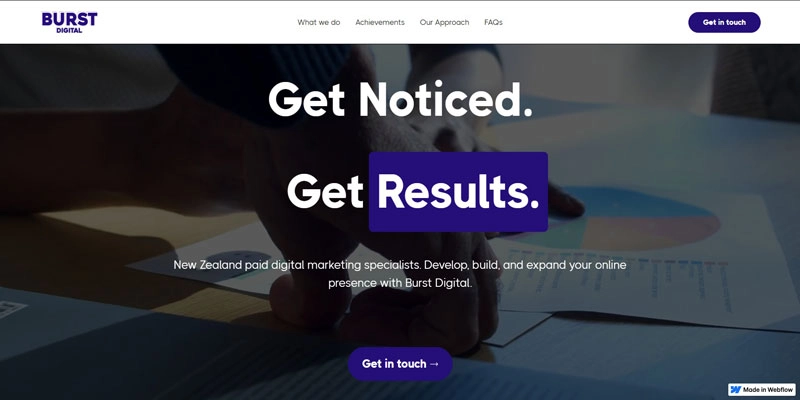 BURST
DIGITAL
What we do
Achievements
Our Approach
FAQs
Get in touch
Get Noticed.
Get Results.
New Zealand paid digital marketing specialists. Develop, build, and expand your online
presence with Burst Digital.
Get in touch →
Made in Webflow